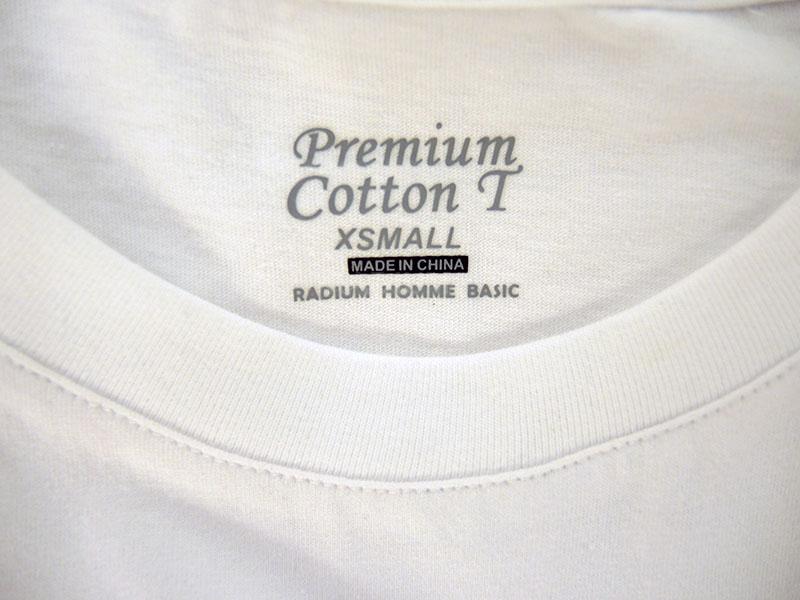 Premium
Cotton T
XSMALL
MADE IN CHINA
RADIUM HOMME BASIC